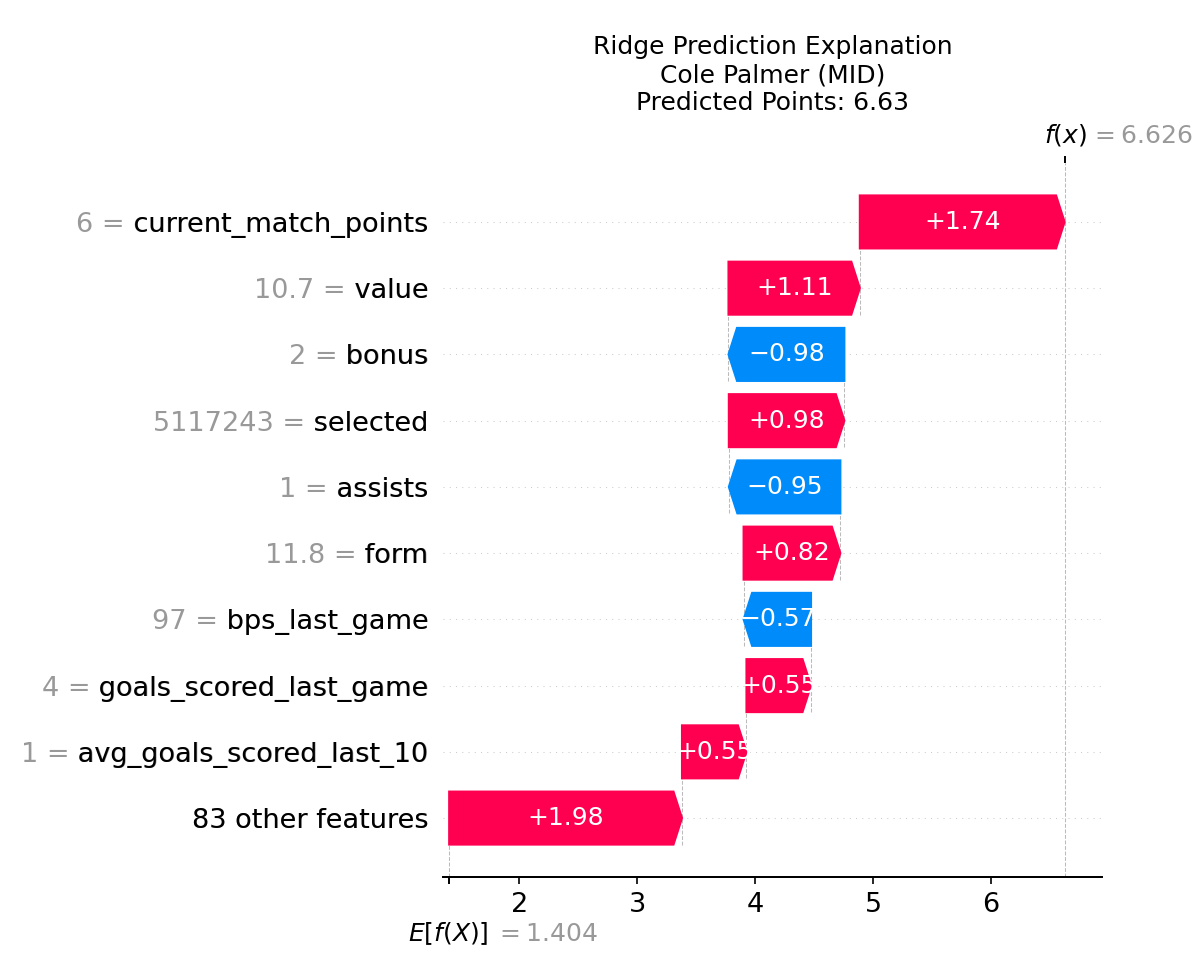 Ridge Prediction Explanation
Cole Palmer (MID)
Predicted Points: 6.63
f(x) = 6.626
6 = current_match_points
+1.74
10.7 = value
+1.11
2 = bonus
−0.98
5117243 = selected
+0.98
1 = assists
−0.95
11.8 = form
+0.82
97 = bps_last_game
−0.57
4 = goals_scored_last_game
+0.55
1 = avg_goals_scored_last_10
+0.55
83 other features
+1.98
2 3 4 5 6
E[f(X)] = 1.404